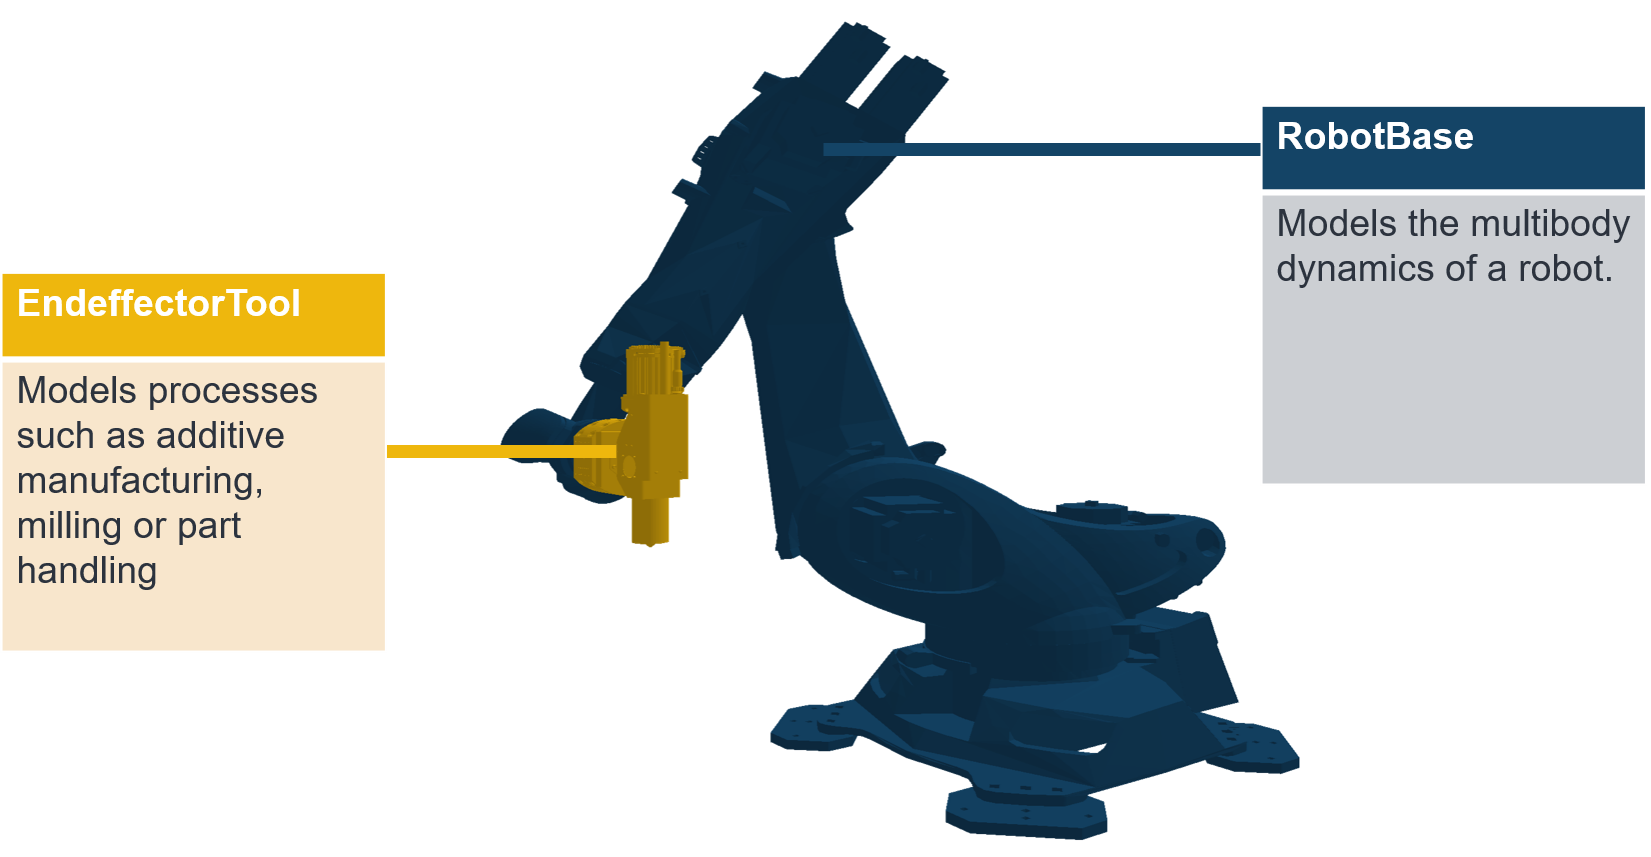 RobotBase
Models the multibody
dynamics of a robot.
EndeffectorTool
Models processes
such as additive
manufacturing,
milling or part
handling